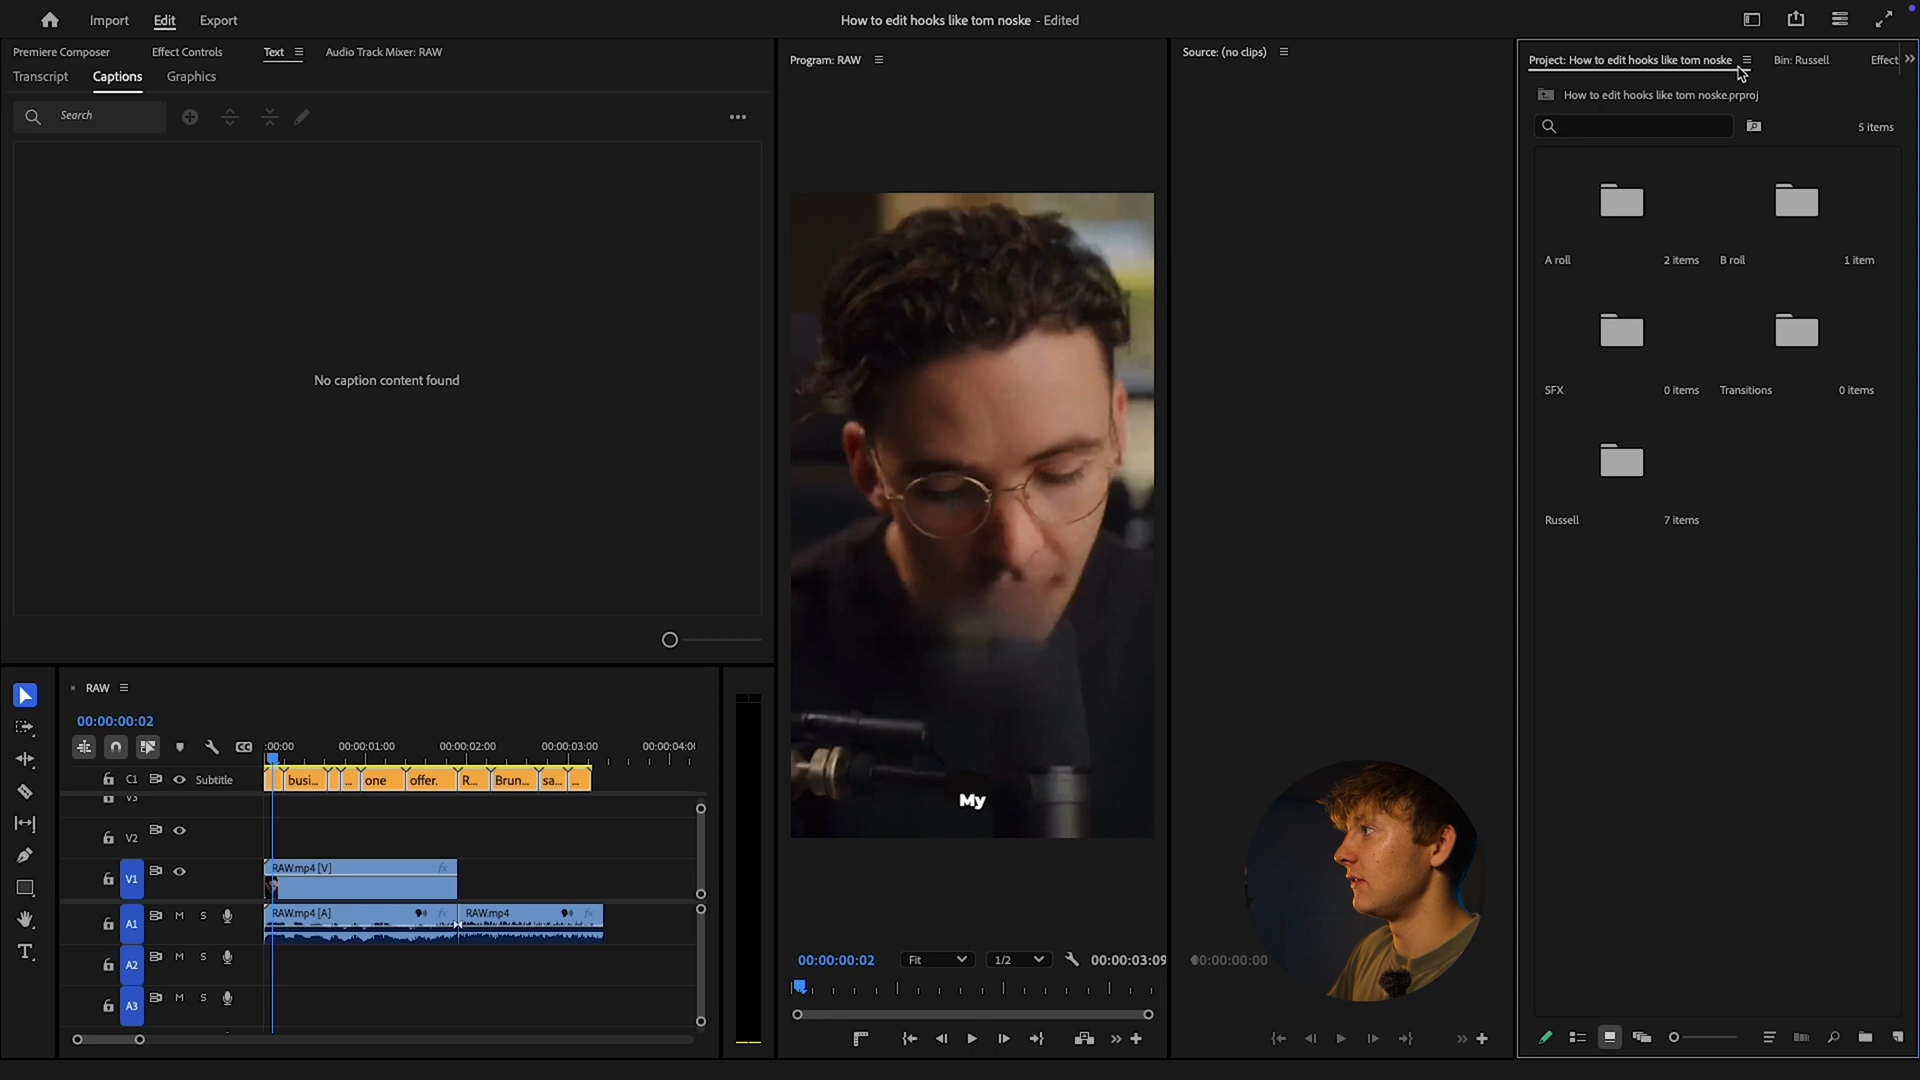 Import
Edit
Export
How to edit hooks like tom noske - Edited
Premiere Composer
Effect Controls
Text
Audio Track Mixer: RAW
Transcript
Captions
Graphics
Search
No caption content found
Program: RAW
My
00:00:00:02
Fit
1/2
00:00:03:09
Source: (no clips)
00:00:00:00
Project: How to edit hooks like tom noske
Bin: Russell
Effect
How to edit hooks like tom noske.prproj
5 items
A roll
2 items
B roll
1 item
SFX
0 items
Transitions
0 items
Russell
7 items
RAW
00:00:00:02
:00:00
00:00:01:00
00:00:02:00
00:00:03:00
00:00:04:0
C1
Subtitle
busi...
...
one
offer.
R...
Brun...
sa...
...
V3
V2
V1
RAW.mp4 [V]
fx
A1
M
S
RAW.mp4 [A]
fx
RAW.mp4
fx
A2
M
S
A3
M
S